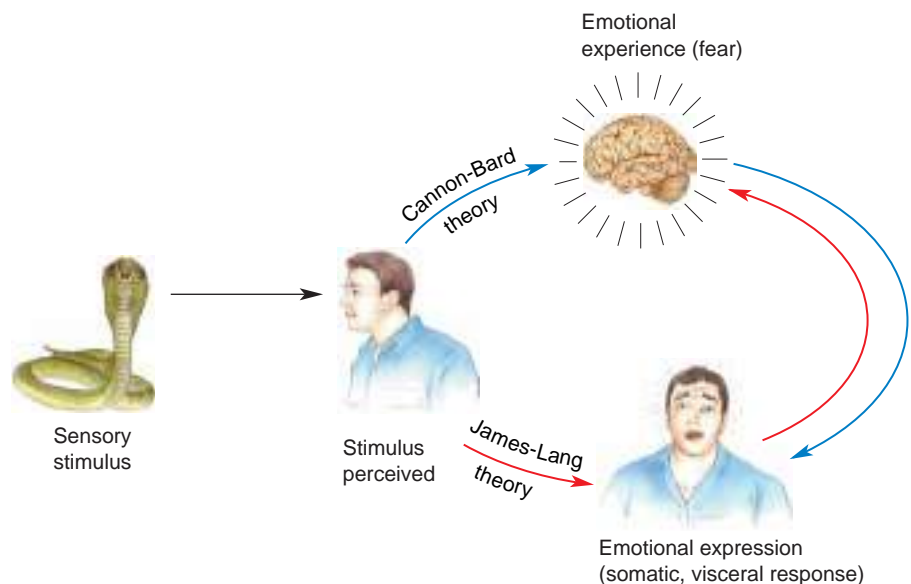 Emotional
experience (fear)
Cannon-Bard
theory
Sensory
stimulus
Stimulus
perceived
James-Lang
theory
Emotional expression
(somatic, visceral response)